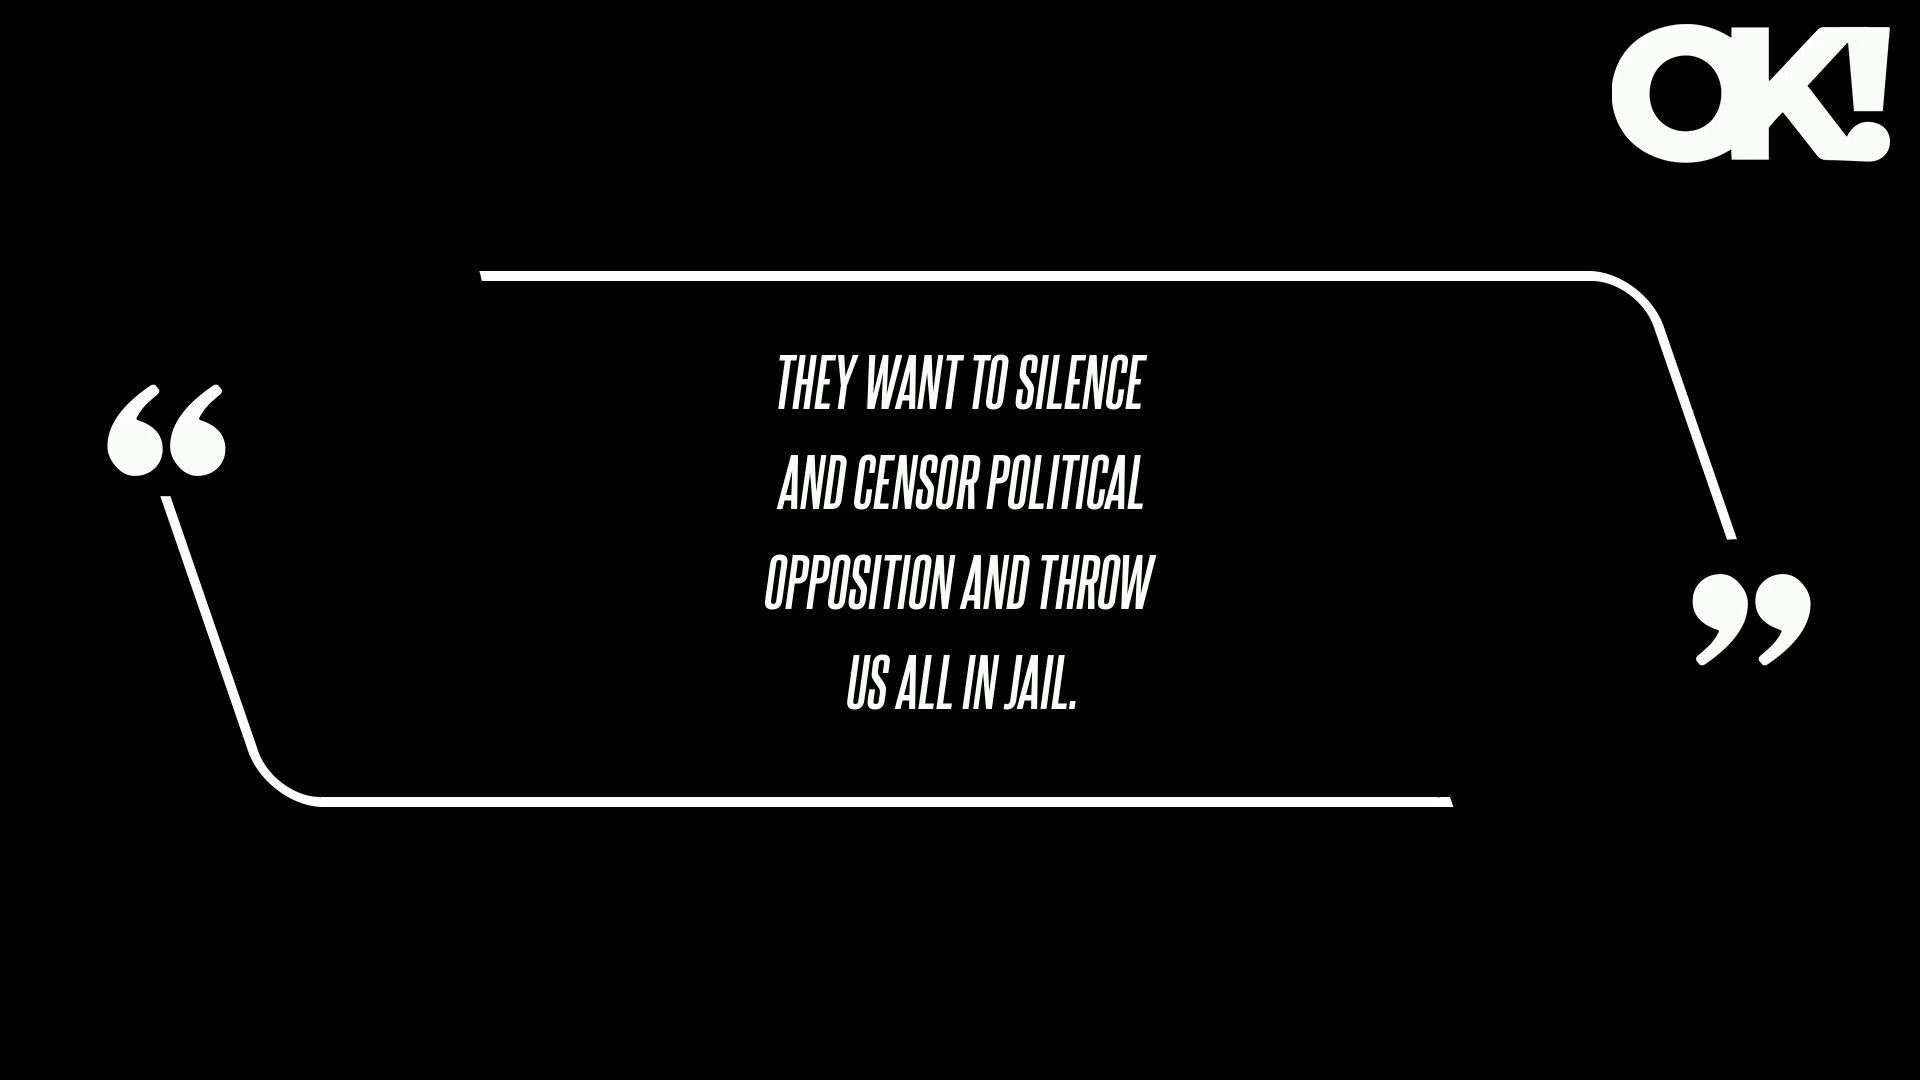 OK!
“
THEY WANT TO SILENCE
AND CENSOR POLITICAL
OPPOSITION AND THROW
US ALL IN JAIL.
”